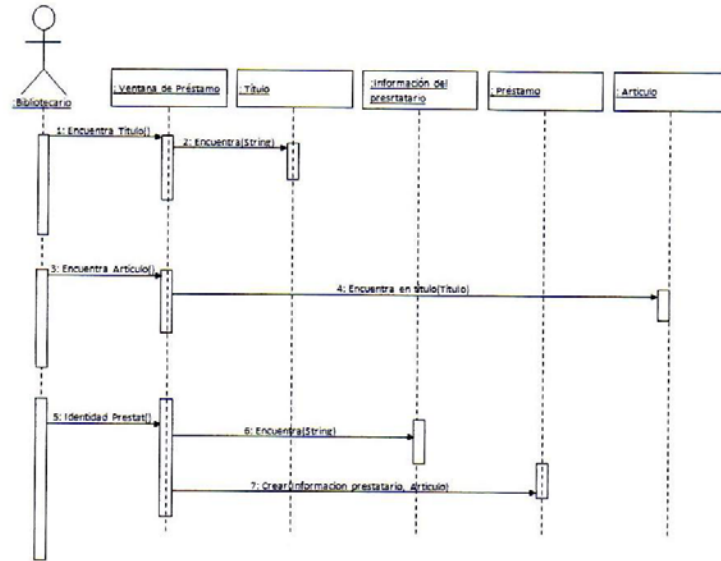 :Bibliotecario
: Ventana de Préstamo
: Título
:Información del
presrtatario
: Préstamo
: Artículo
1: Encuentra Título()
2: Encuentra(String)
3: Encuentra Artículo()
4: Encuentra en título(Título)
5: Identidad Prestat()
6: Encuentra(String)
7: Crear(Informacion prestatario, Artículo)